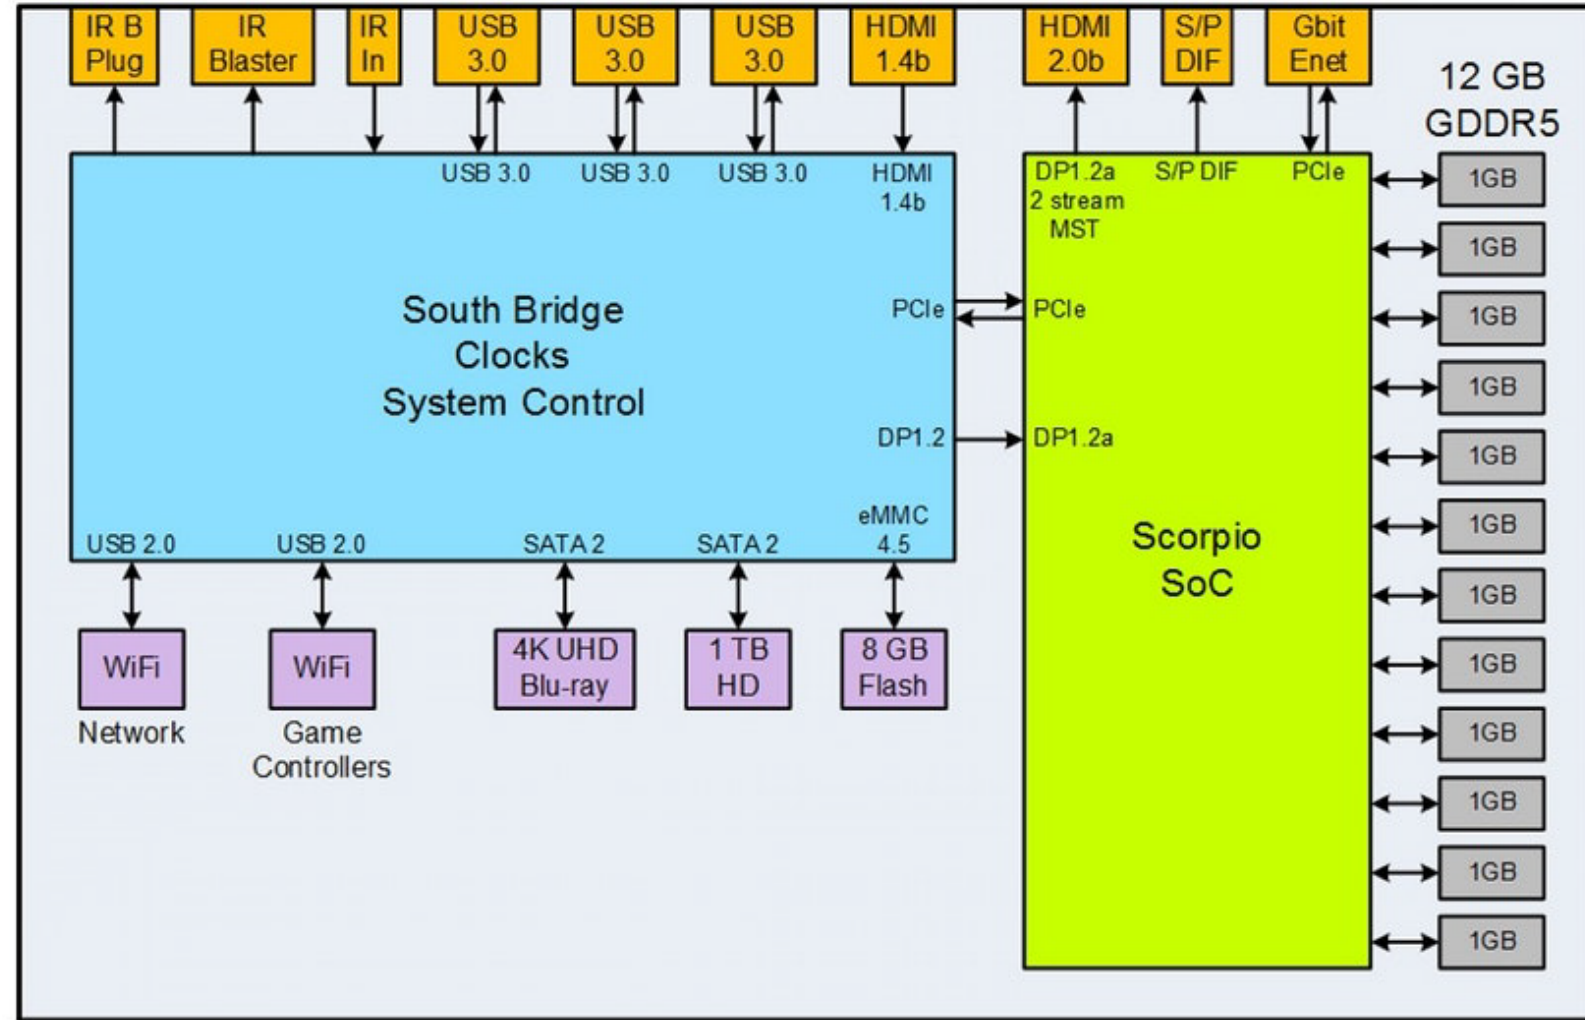 IR B
Plug
IR
Blaster
IR
In
USB
3.0
USB
3.0
USB
3.0
HDMI
1.4b
HDMI
2.0b
S/P
DIF
Gbit
Enet
12 GB
GDDR5
USB 3.0
USB 3.0
USB 3.0
HDMI
1.4b
DP1.2a
2 stream
MST
S/P DIF
PCIe
South Bridge
Clocks
System Control
PCIe
PCIe
DP1.2
DP1.2a
eMMC
4.5
USB 2.0
USB 2.0
SATA 2
SATA 2
Scorpio
SoC
WiFi
Network
WiFi
Game
Controllers
4K UHD
Blu-ray
1 TB
HD
8 GB
Flash
1GB
1GB
1GB
1GB
1GB
1GB
1GB
1GB
1GB
1GB
1GB
1GB